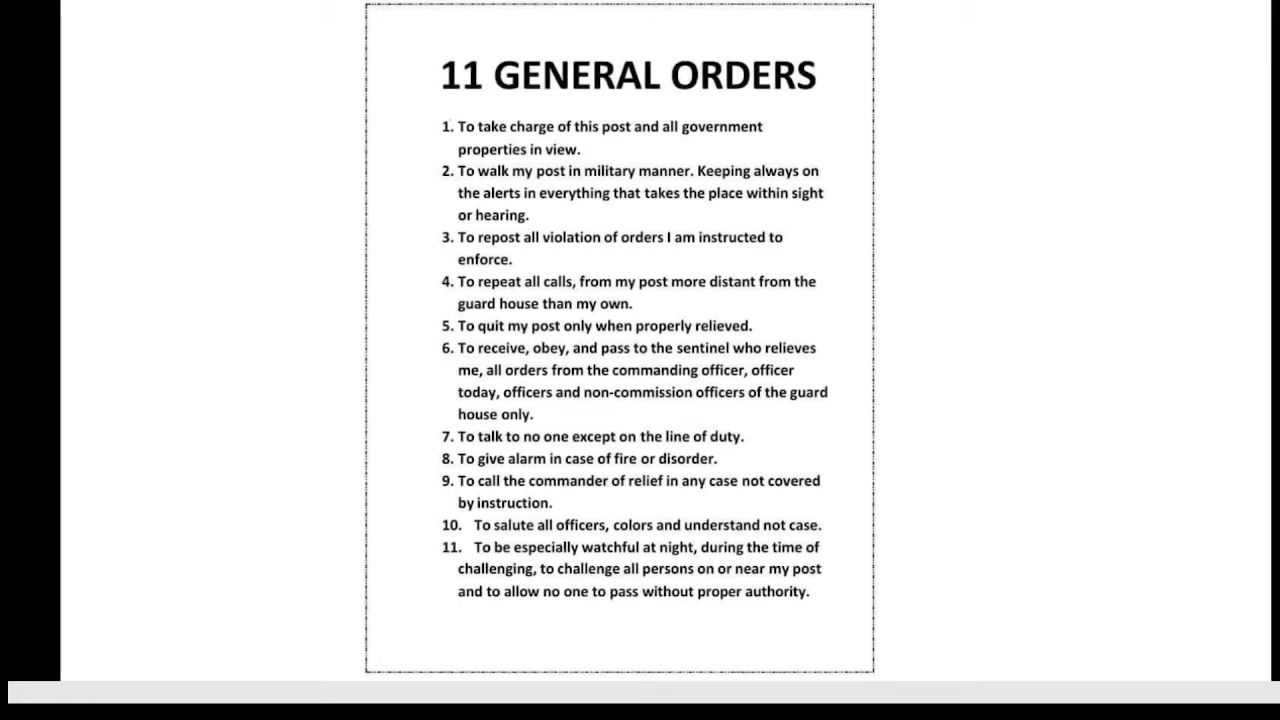 11 GENERAL ORDERS
1. To take charge of this post and all government
properties in view.
2. To walk my post in military manner. Keeping always on
the alerts in everything that takes the place within sight
or hearing.
3. To repost all violation of orders I am instructed to
enforce.
4. To repeat all calls, from my post more distant from the
guard house than my own.
5. To quit my post only when properly relieved.
6. To receive, obey, and pass to the sentinel who relieves
me, all orders from the commanding officer, officer
today, officers and non-commission officers of the guard
house only.
7. To talk to no one except on the line of duty.
8. To give alarm in case of fire or disorder.
9. To call the commander of relief in any case not covered
by instruction.
10. To salute all officers, colors and understand not case.
11. To be especially watchful at night, during the time of
challenging, to challenge all persons on or near my post
and to allow no one to pass without proper authority.